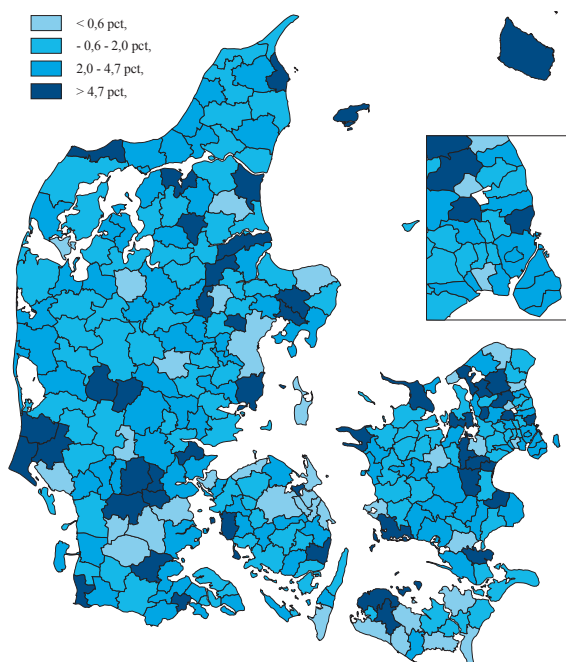 < 0,6 pct,
- 0,6 - 2,0 pct,
2,0 - 4,7 pct,
> 4,7 pct,